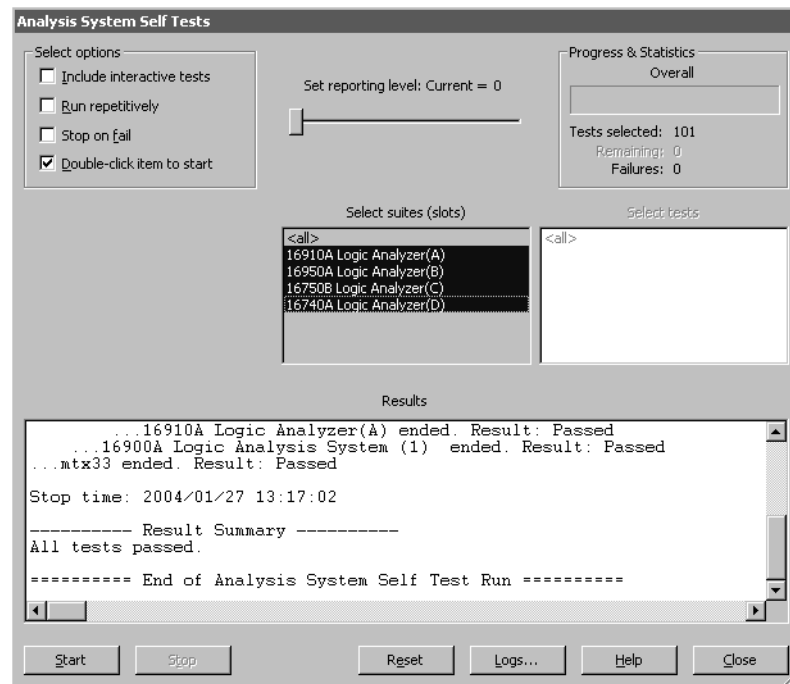 Analysis System Self Tests
Select options
Include interactive tests
Run repetitively
Stop on fail
Double-click item to start
Set reporting level: Current = 0
Progress & Statistics
Overall
Tests selected: 101
Remaining: 0
Failures: 0
Select suites (slots)
<all>
16910A Logic Analyzer(A)
16950A Logic Analyzer(B)
16750B Logic Analyzer(C)
16740A Logic Analyzer(D)
Select tests
<all>
Results
...16910A Logic Analyzer(A) ended. Result: Passed
...16900A Logic Analysis System (1)  ended. Result: Passed
...mtx33 ended. Result: Passed
Stop time: 2004/01/27 13:17:02
---------- Result Summary ----------
All tests passed.
========== End of Analysis System Self Test Run ==========
Start
Stop
Reset
Logs...
Help
Close